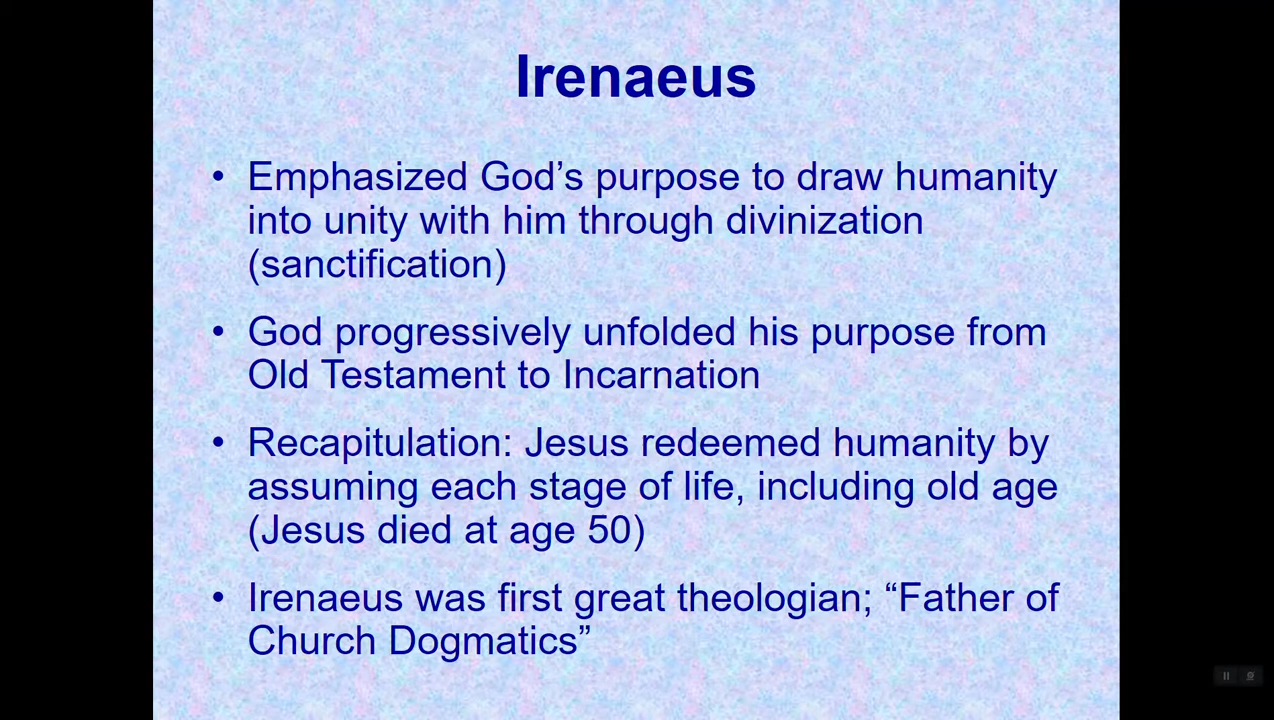 Irenaeus
• Emphasized God’s purpose to draw humanity
into unity with him through divinization
(sanctification)
• God progressively unfolded his purpose from
Old Testament to Incarnation
• Recapitulation: Jesus redeemed humanity by
assuming each stage of life, including old age
(Jesus died at age 50)
• Irenaeus was first great theologian; “Father of
Church Dogmatics”